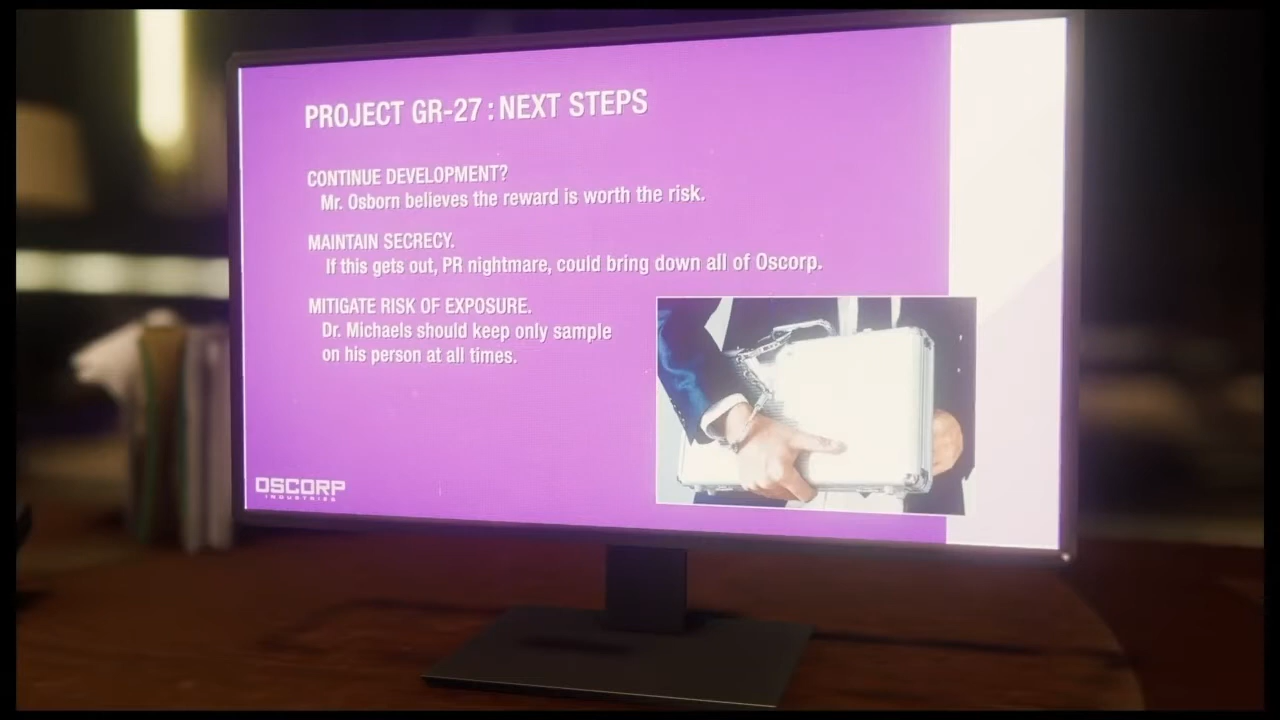 PROJECT GR-27 : NEXT STEPS
CONTINUE DEVELOPMENT?
Mr. Osborn believes the reward is worth the risk.
MAINTAIN SECRECY.
If this gets out, PR nightmare, could bring down all of Oscorp.
MITIGATE RISK OF EXPOSURE.
Dr. Michaels should keep only sample
on his person at all times.
OSCORP
INDUSTRIES